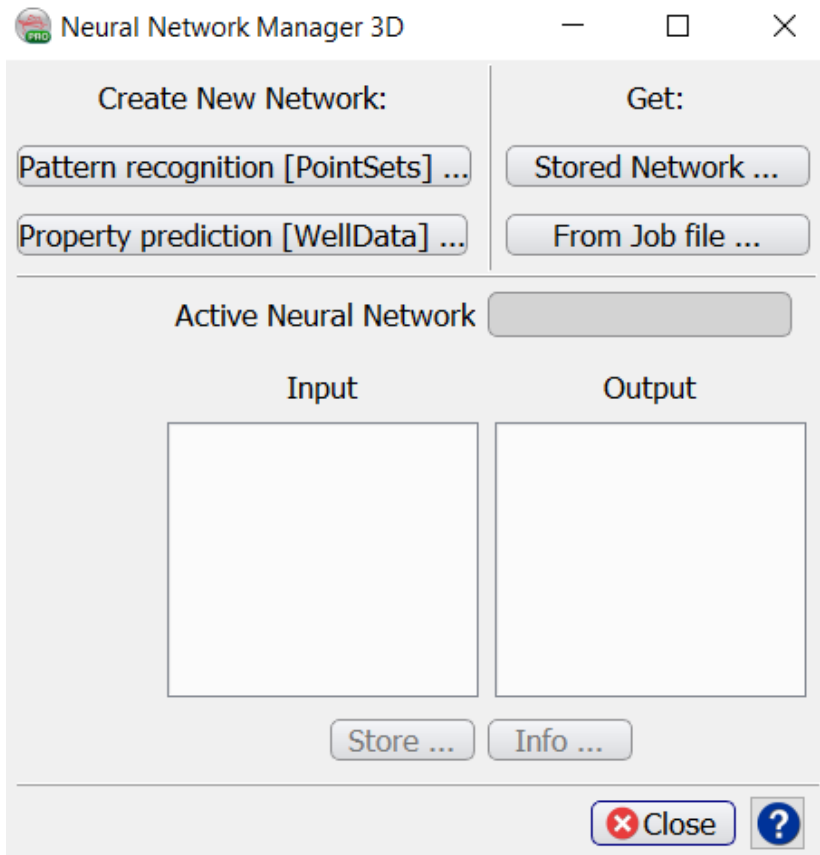 Neural Network Manager 3D
Create New Network:
Get:
Pattern recognition [PointSets] ...
Stored Network ...
Property prediction [WellData] ...
From Job file ...
Active Neural Network
Input
Output
Store ...
Info ...
Close
?
PRO